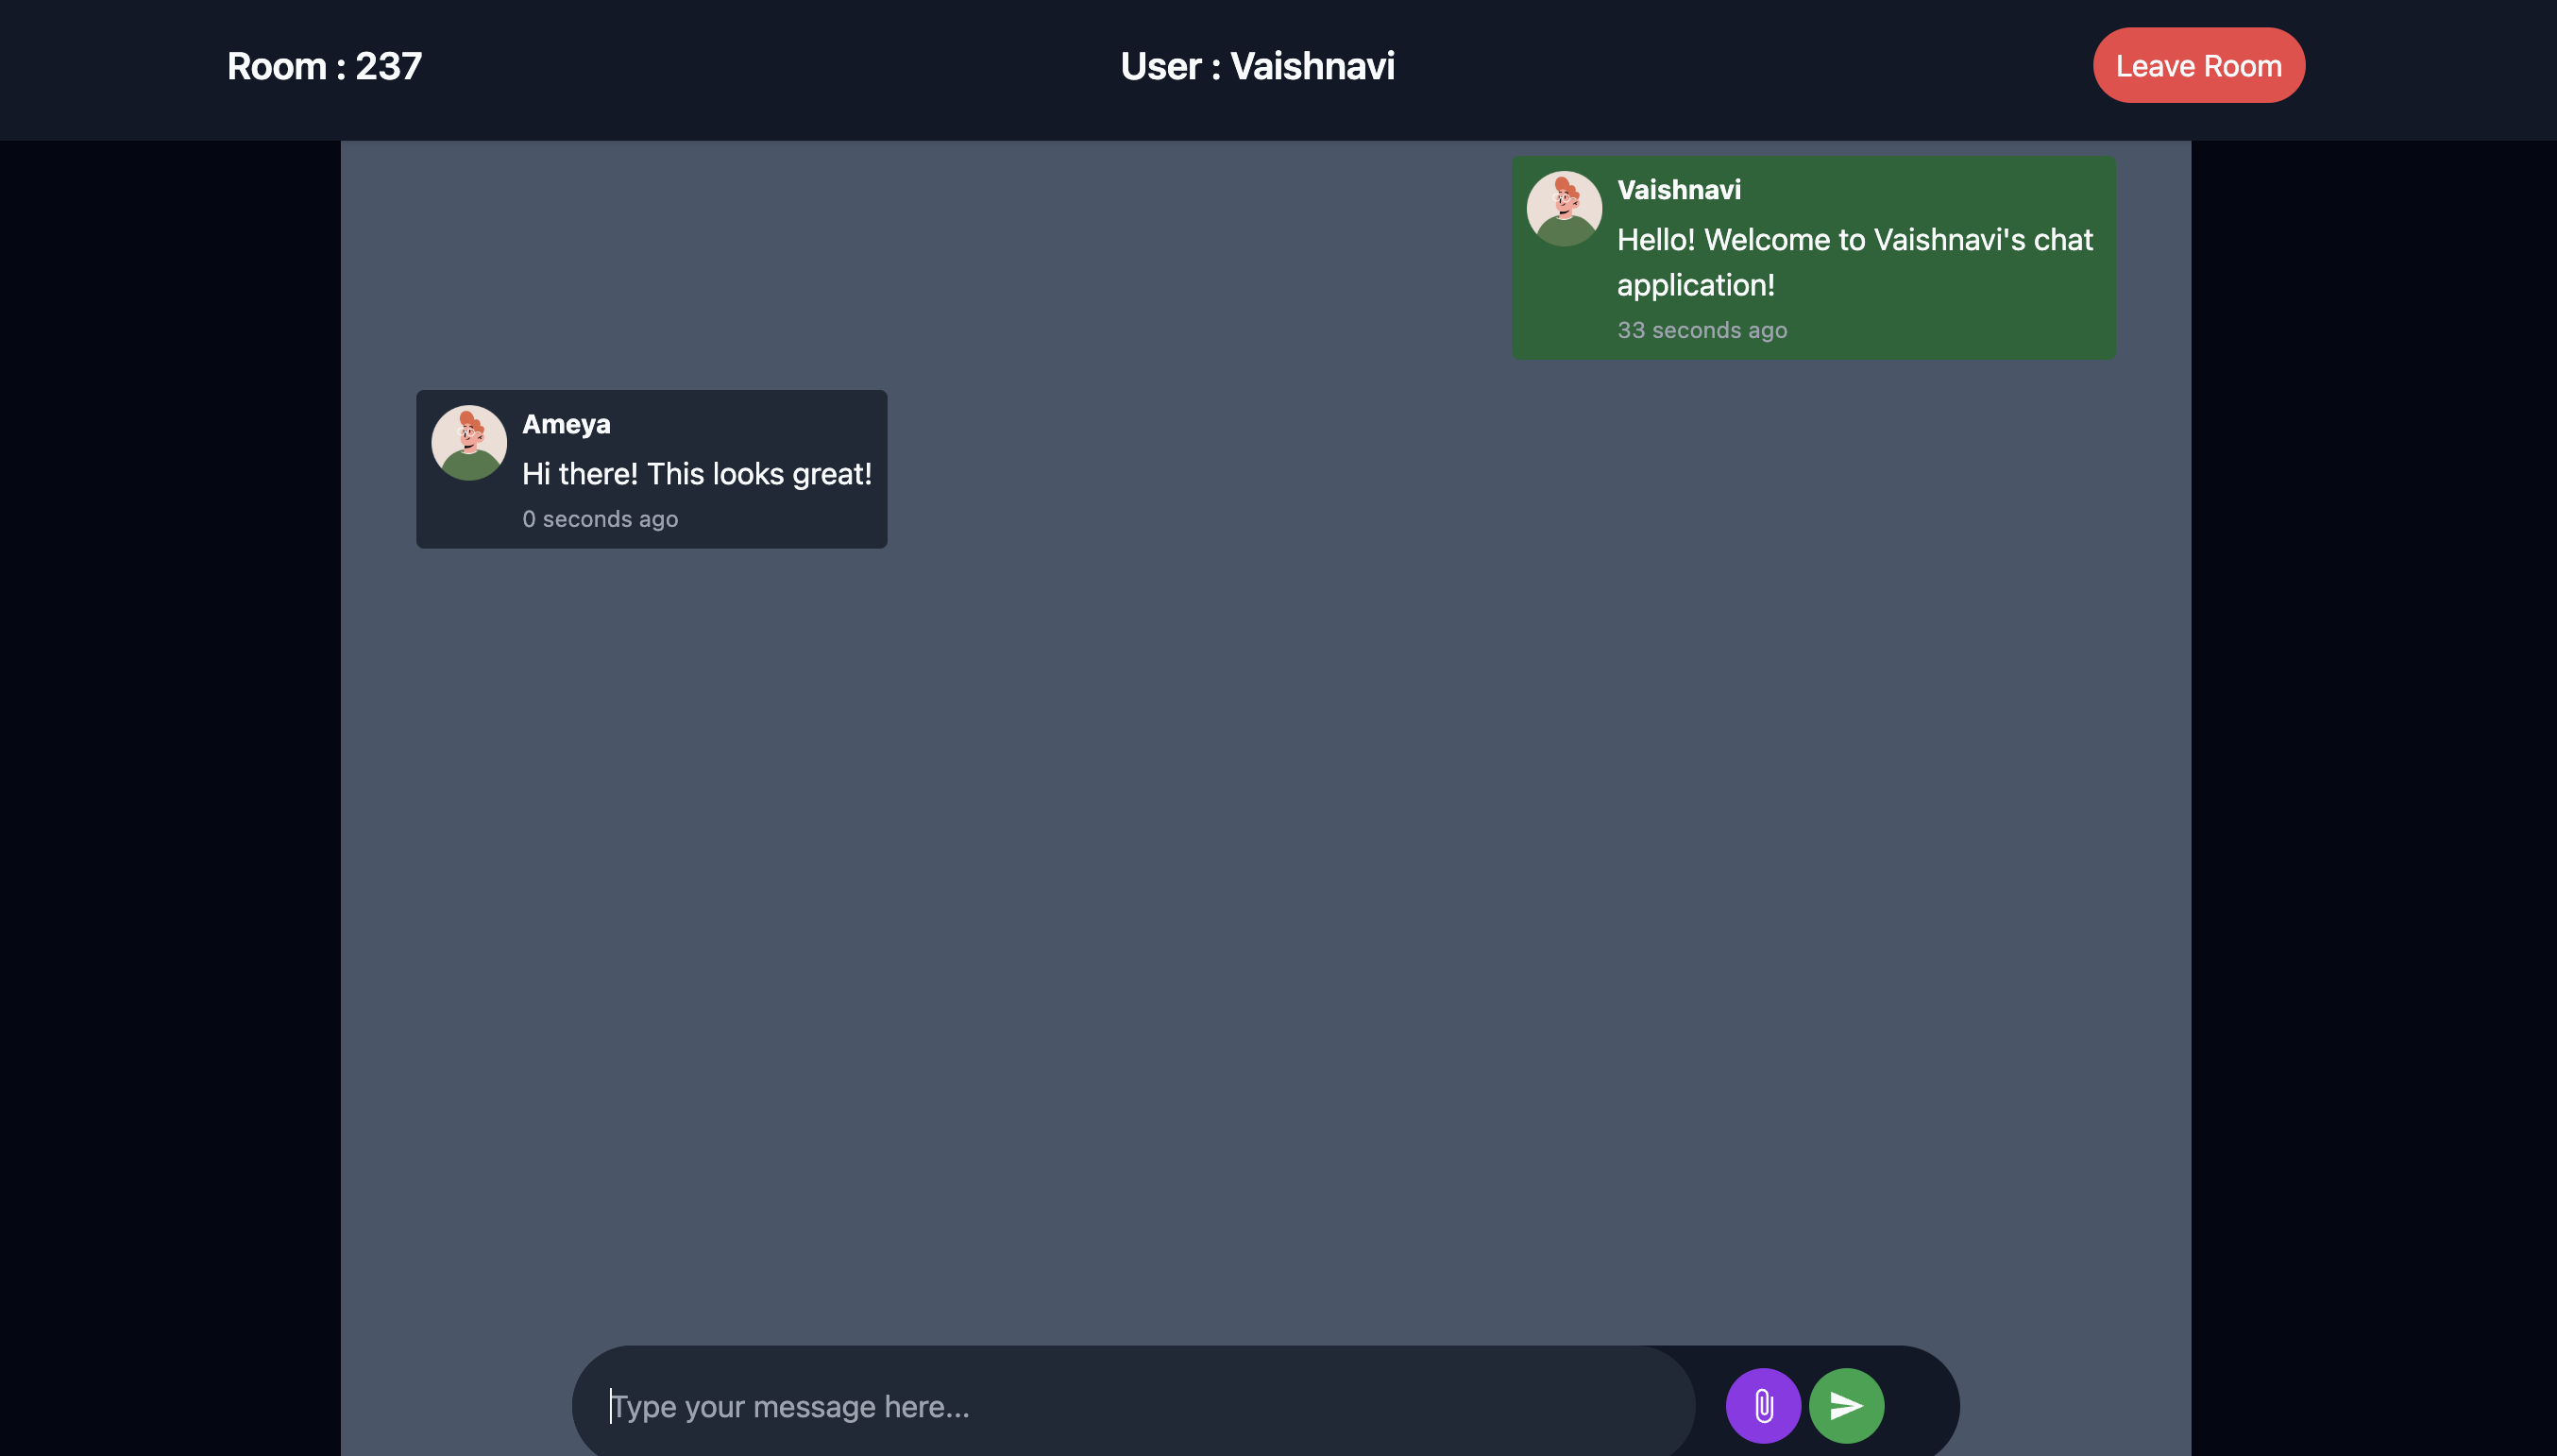 Room : 237
User : Vaishnavi
Leave Room
Vaishnavi
Hello! Welcome to Vaishnavi's chat
application!
33 seconds ago
Ameya
Hi there! This looks great!
0 seconds ago
Type your message here...